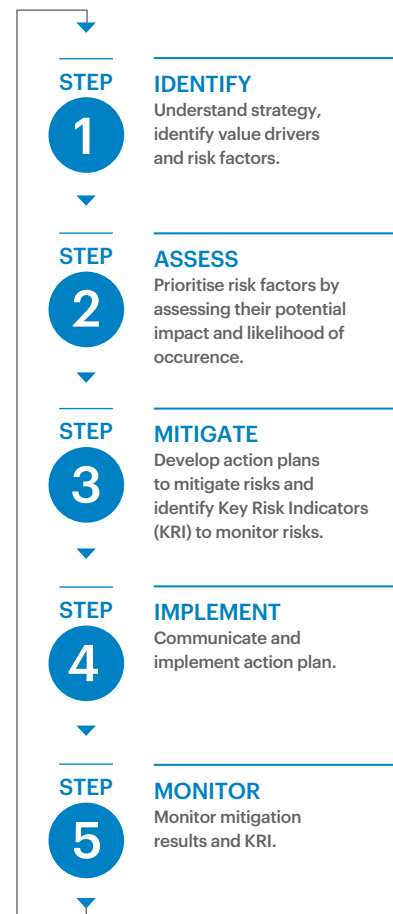 STEP
1
IDENTIFY
Understand strategy,
identify value drivers
and risk factors.
STEP
2
ASSESS
Prioritise risk factors by
assessing their potential
impact and likelihood of
occurence.
STEP
3
MITIGATE
Develop action plans
to mitigate risks and
identify Key Risk Indicators
(KRI) to monitor risks.
STEP
4
IMPLEMENT
Communicate and
implement action plan.
STEP
5
MONITOR
Monitor mitigation
results and KRI.